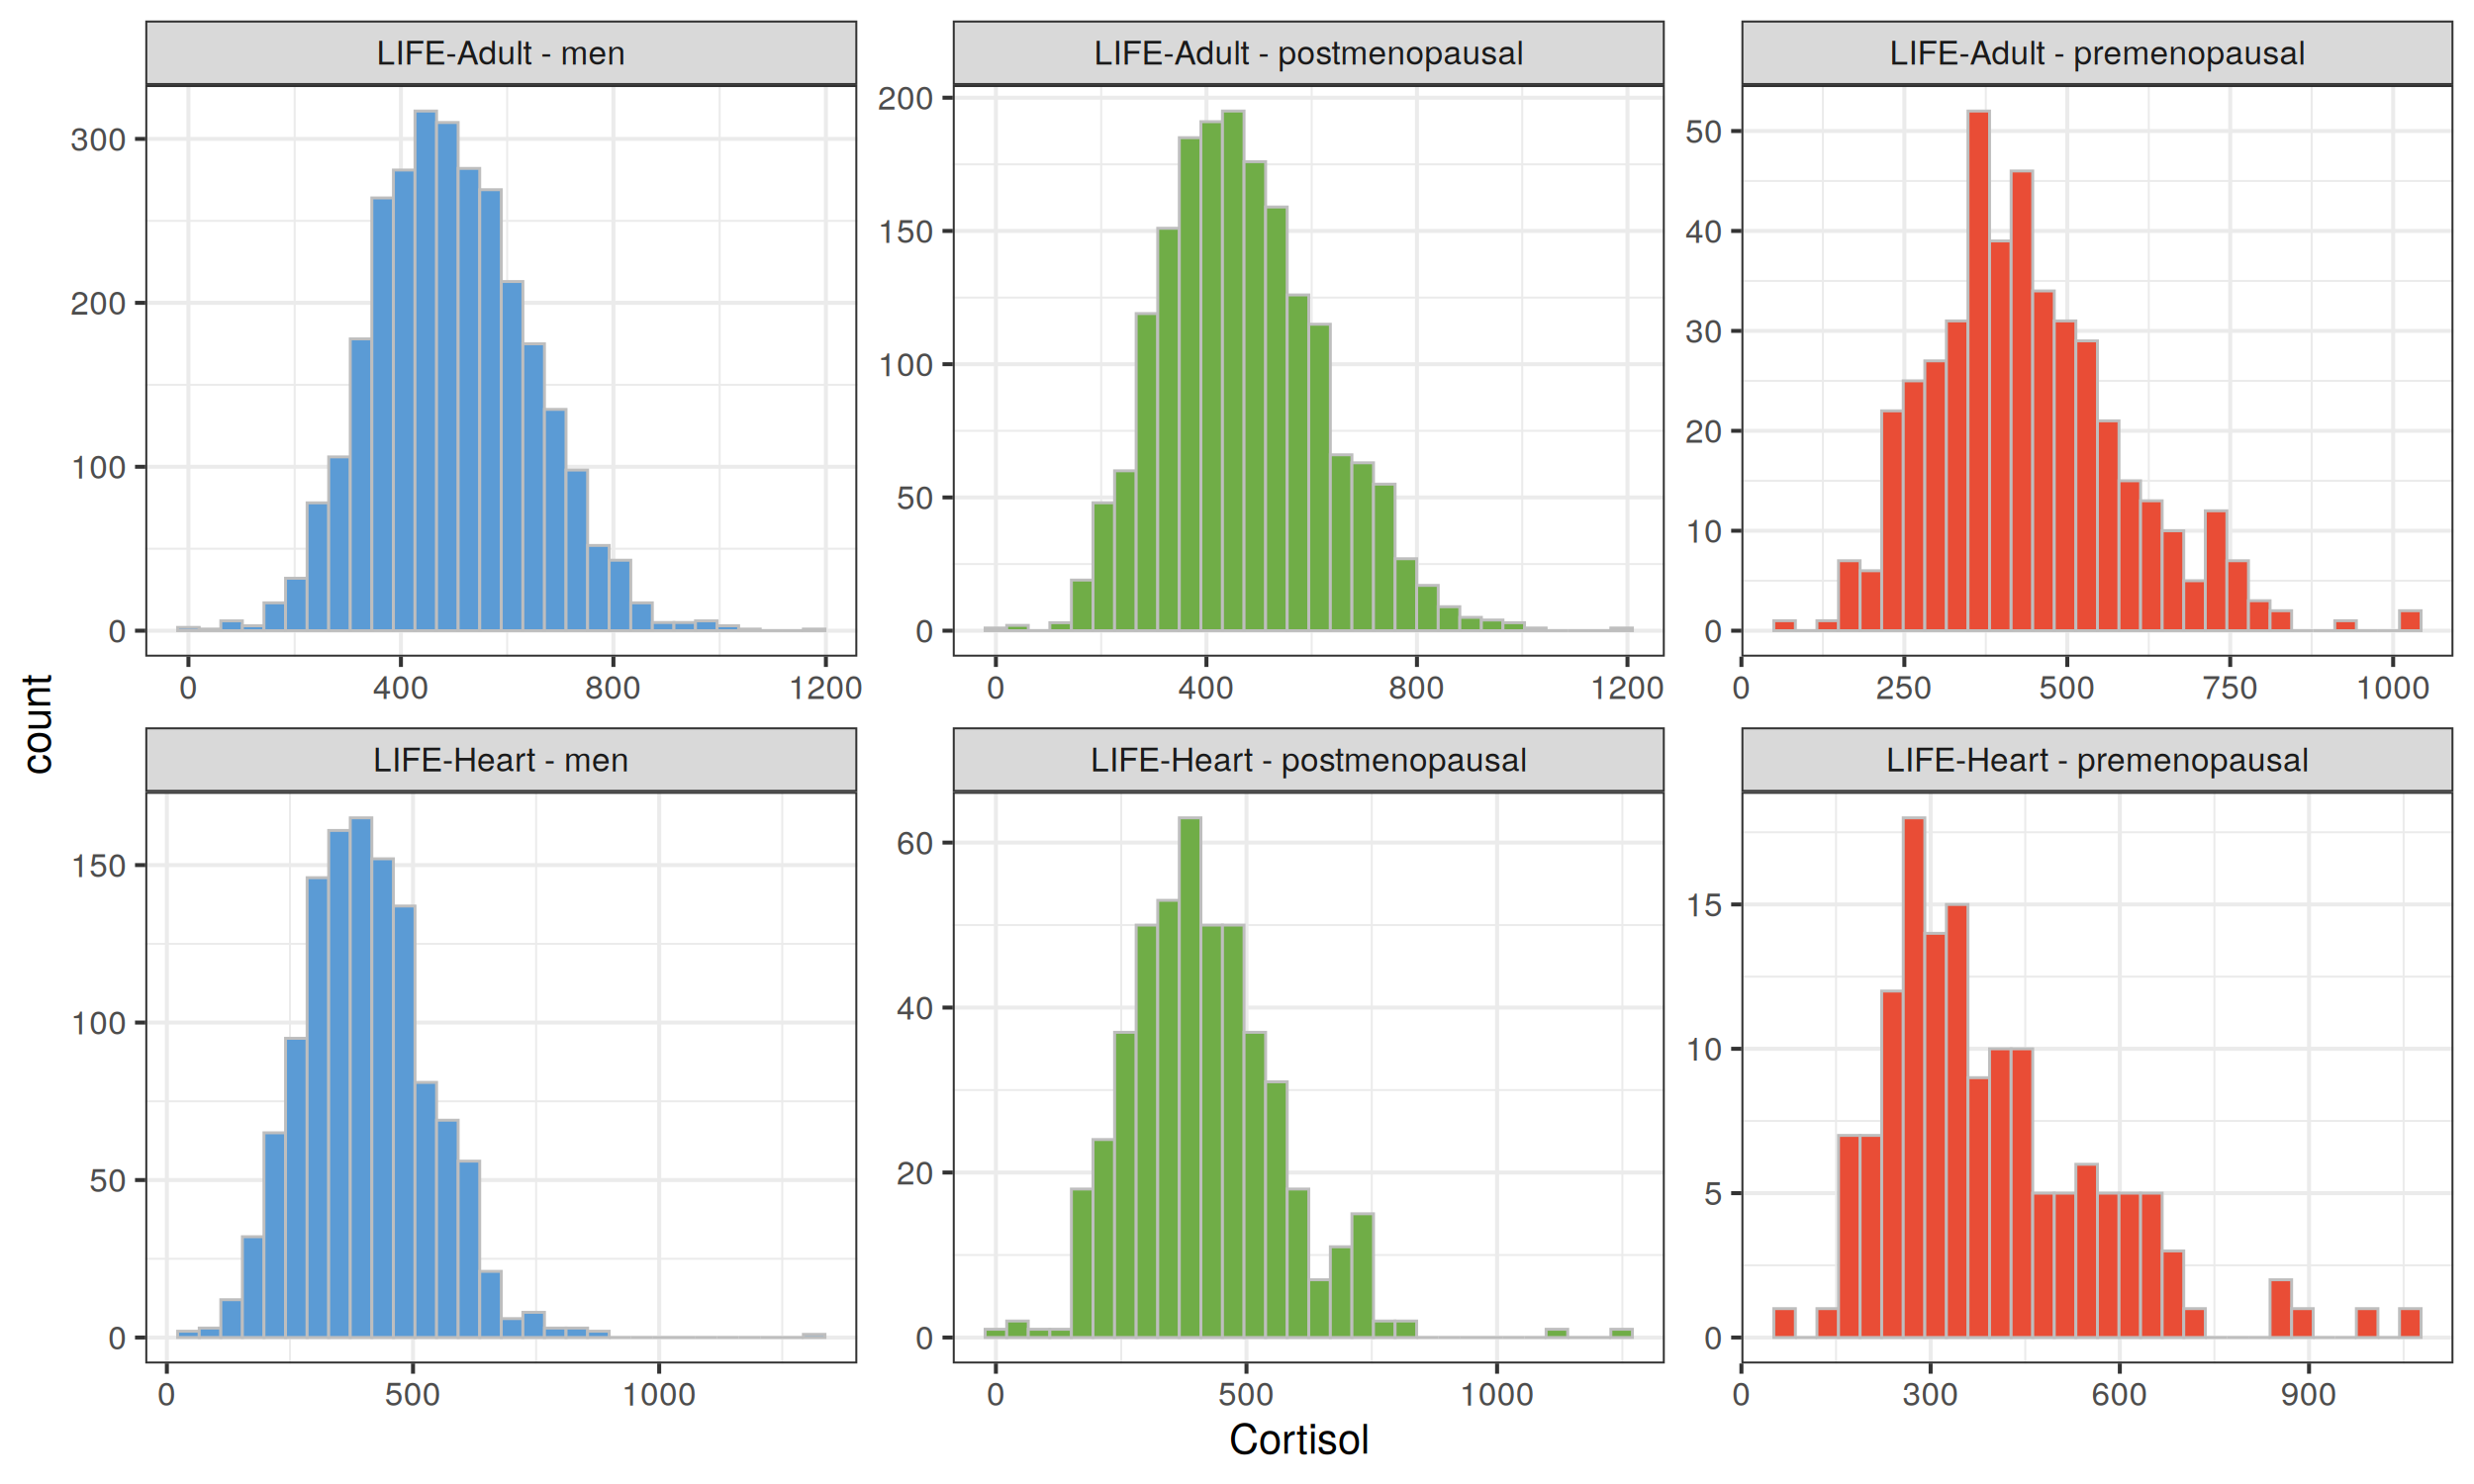 LIFE-Adult - men
LIFE-Adult - postmenopausal
LIFE-Adult - premenopausal
300
200
100
0
0 400 800 1200
200
150
100
50
0
0 400 800 1200
50
40
30
20
10
0
0 250 500 750 1000
count
LIFE-Heart - men
LIFE-Heart - postmenopausal
LIFE-Heart - premenopausal
150
100
50
0
0 500 1000
60
40
20
0
0 500 1000
15
10
5
0
0 300 600 900
Cortisol